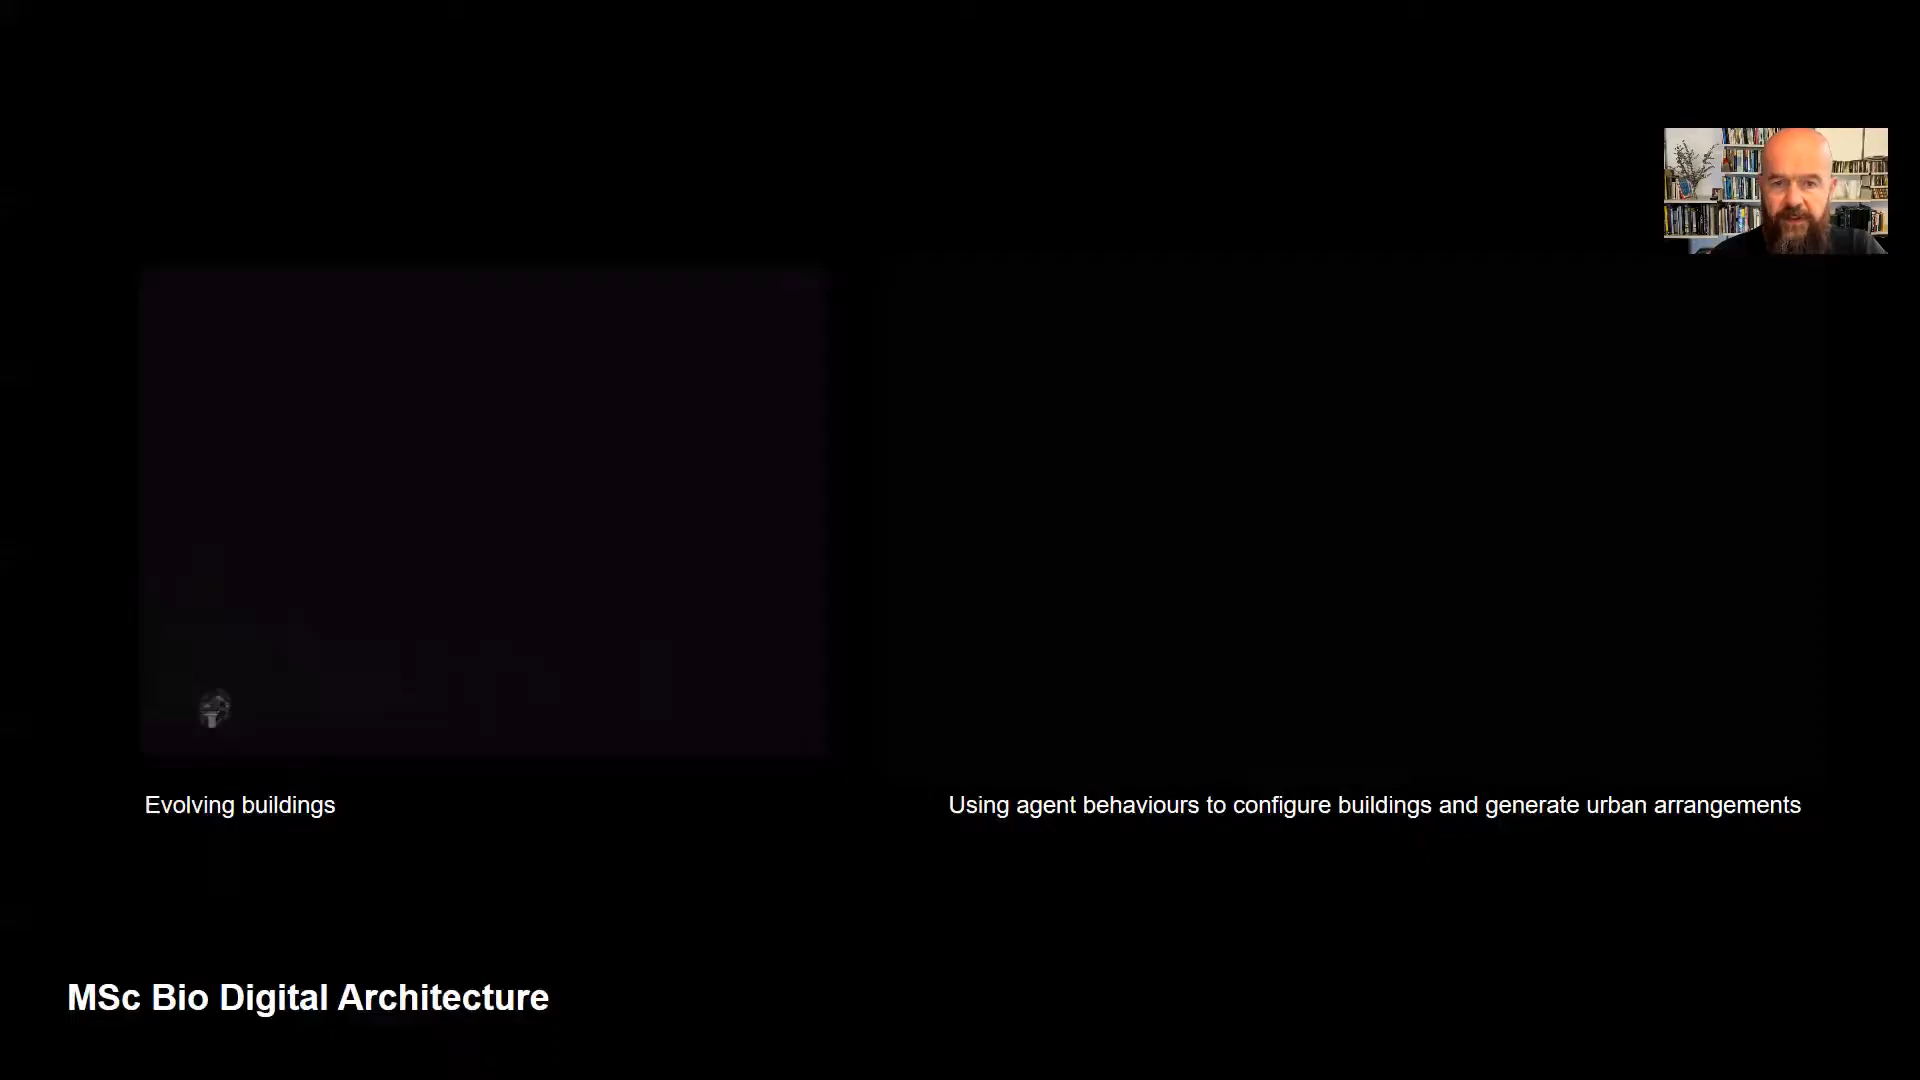 Evolving buildings
Using agent behaviours to configure buildings and generate urban arrangements
MSc Bio Digital Architecture